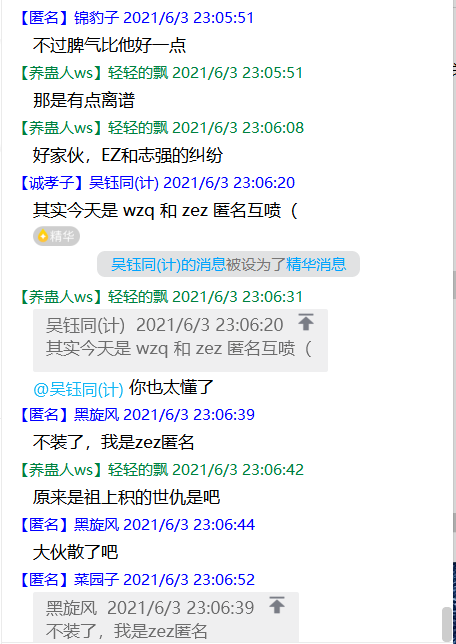 【匿名】锦豹子 2021/6/3 23:05:51
不过脾气比他好一点
【养蛊人ws】轻轻的飘 2021/6/3 23:05:51
那是有点离谱
【养蛊人ws】轻轻的飘 2021/6/3 23:06:08
好家伙，EZ和志强的纠纷
【诚孝子】吴钰同(计) 2021/6/3 23:06:20
其实今天是 wzq 和 zez 匿名互喷（
精华
吴钰同(计)的消息被设为了精华消息
【养蛊人ws】轻轻的飘 2021/6/3 23:06:31
吴钰同(计) 2021/6/3 23:06:20
其实今天是 wzq 和 zez 匿名互喷（
@吴钰同(计) 你也太懂了
【匿名】黑旋风 2021/6/3 23:06:39
不装了，我是zez匿名
【养蛊人ws】轻轻的飘 2021/6/3 23:06:42
原来是祖上积的世仇是吧
【匿名】黑旋风 2021/6/3 23:06:44
大伙散了吧
【匿名】菜园子 2021/6/3 23:06:52
黑旋风 2021/6/3 23:06:39
不装了，我是zez匿名